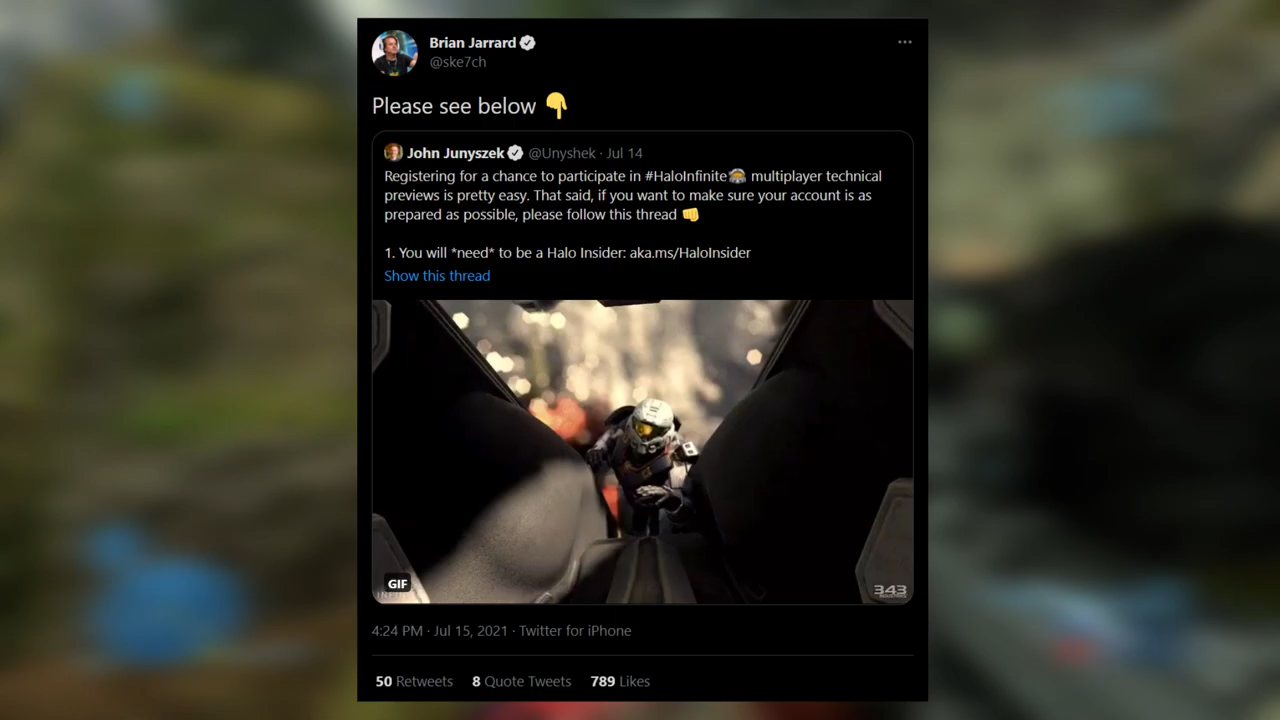 Brian Jarrard
@ske7ch
Please see below 👇
John Junyszek @Unyshek · Jul 14
Registering for a chance to participate in #HaloInfinite multiplayer technical
previews is pretty easy. That said, if you want to make sure your account is as
prepared as possible, please follow this thread 👊
1. You will *need* to be a Halo Insider: aka.ms/HaloInsider
Show this thread
GIF
343
INDUSTRIES
4:24 PM · Jul 15, 2021 · Twitter for iPhone
50 Retweets 8 Quote Tweets 789 Likes